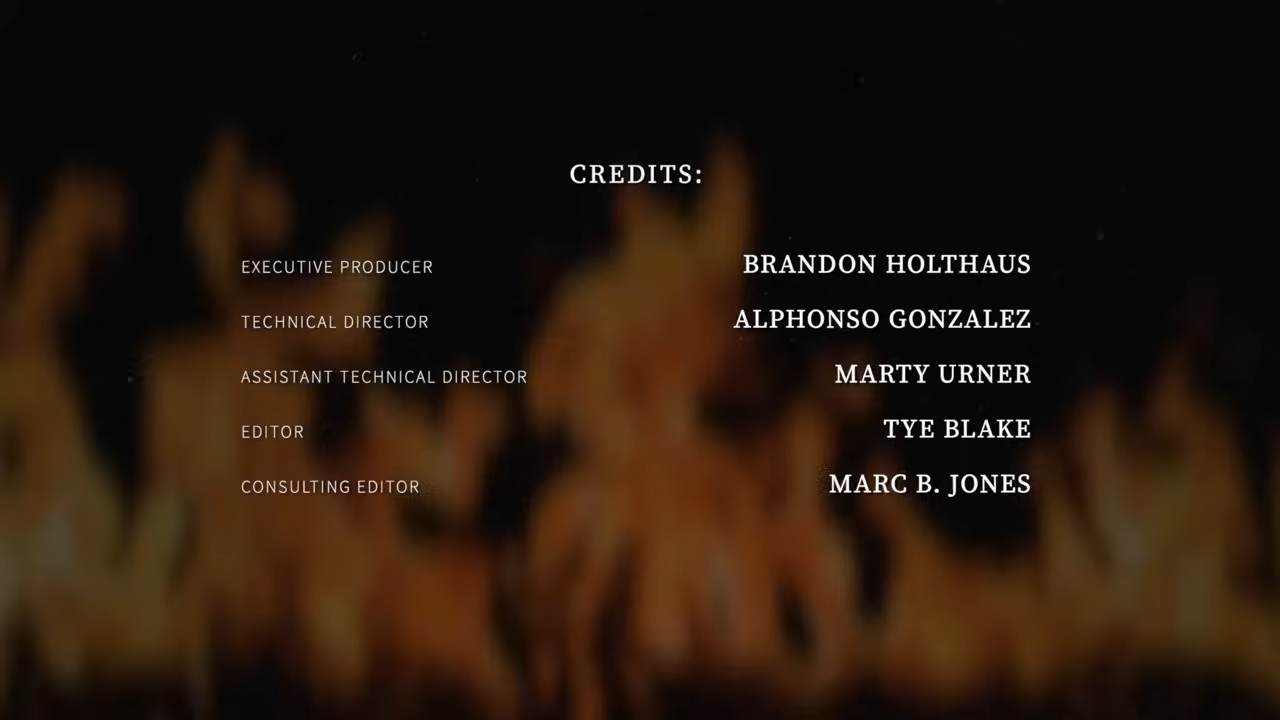 CREDITS:
EXECUTIVE PRODUCER BRANDON HOLTHAUS
TECHNICAL DIRECTOR ALPHONSO GONZALEZ
ASSISTANT TECHNICAL DIRECTOR MARTY URNER
EDITOR TYE BLAKE
CONSULTING EDITOR MARC B. JONES